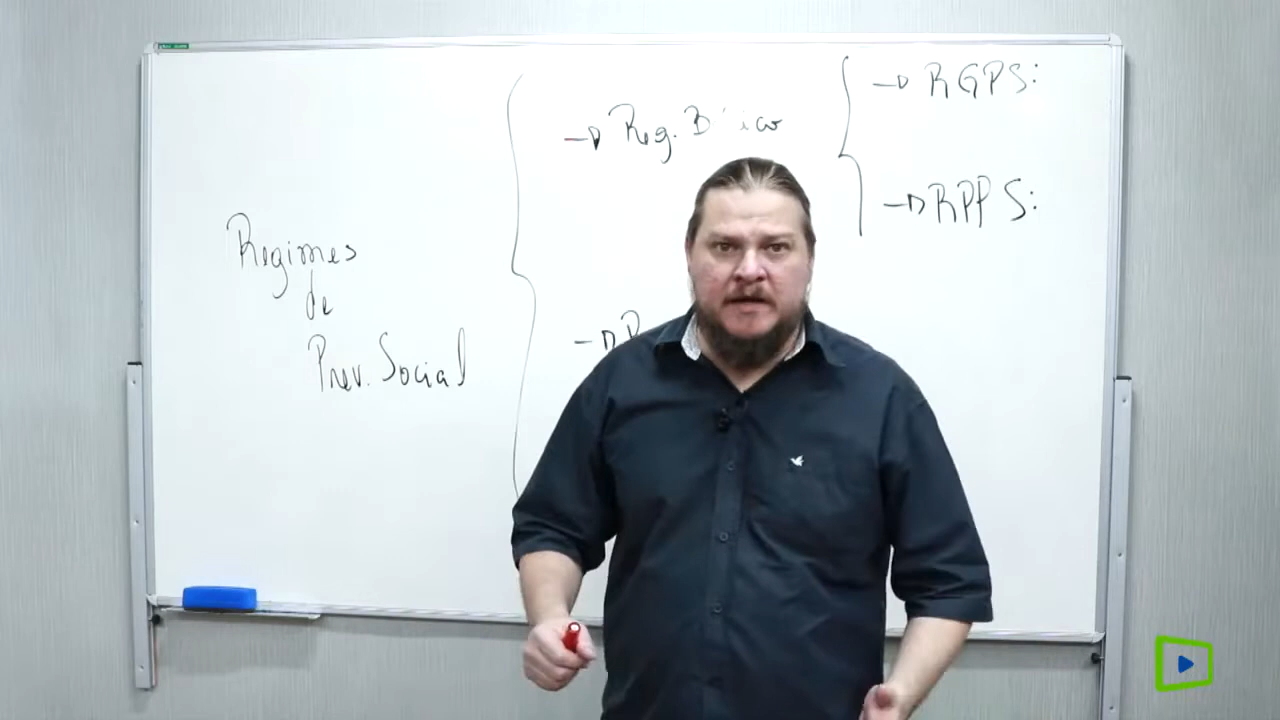 Regimes
de
Prev. Social
→ Reg.
→ RGPS:
→ RPPS: